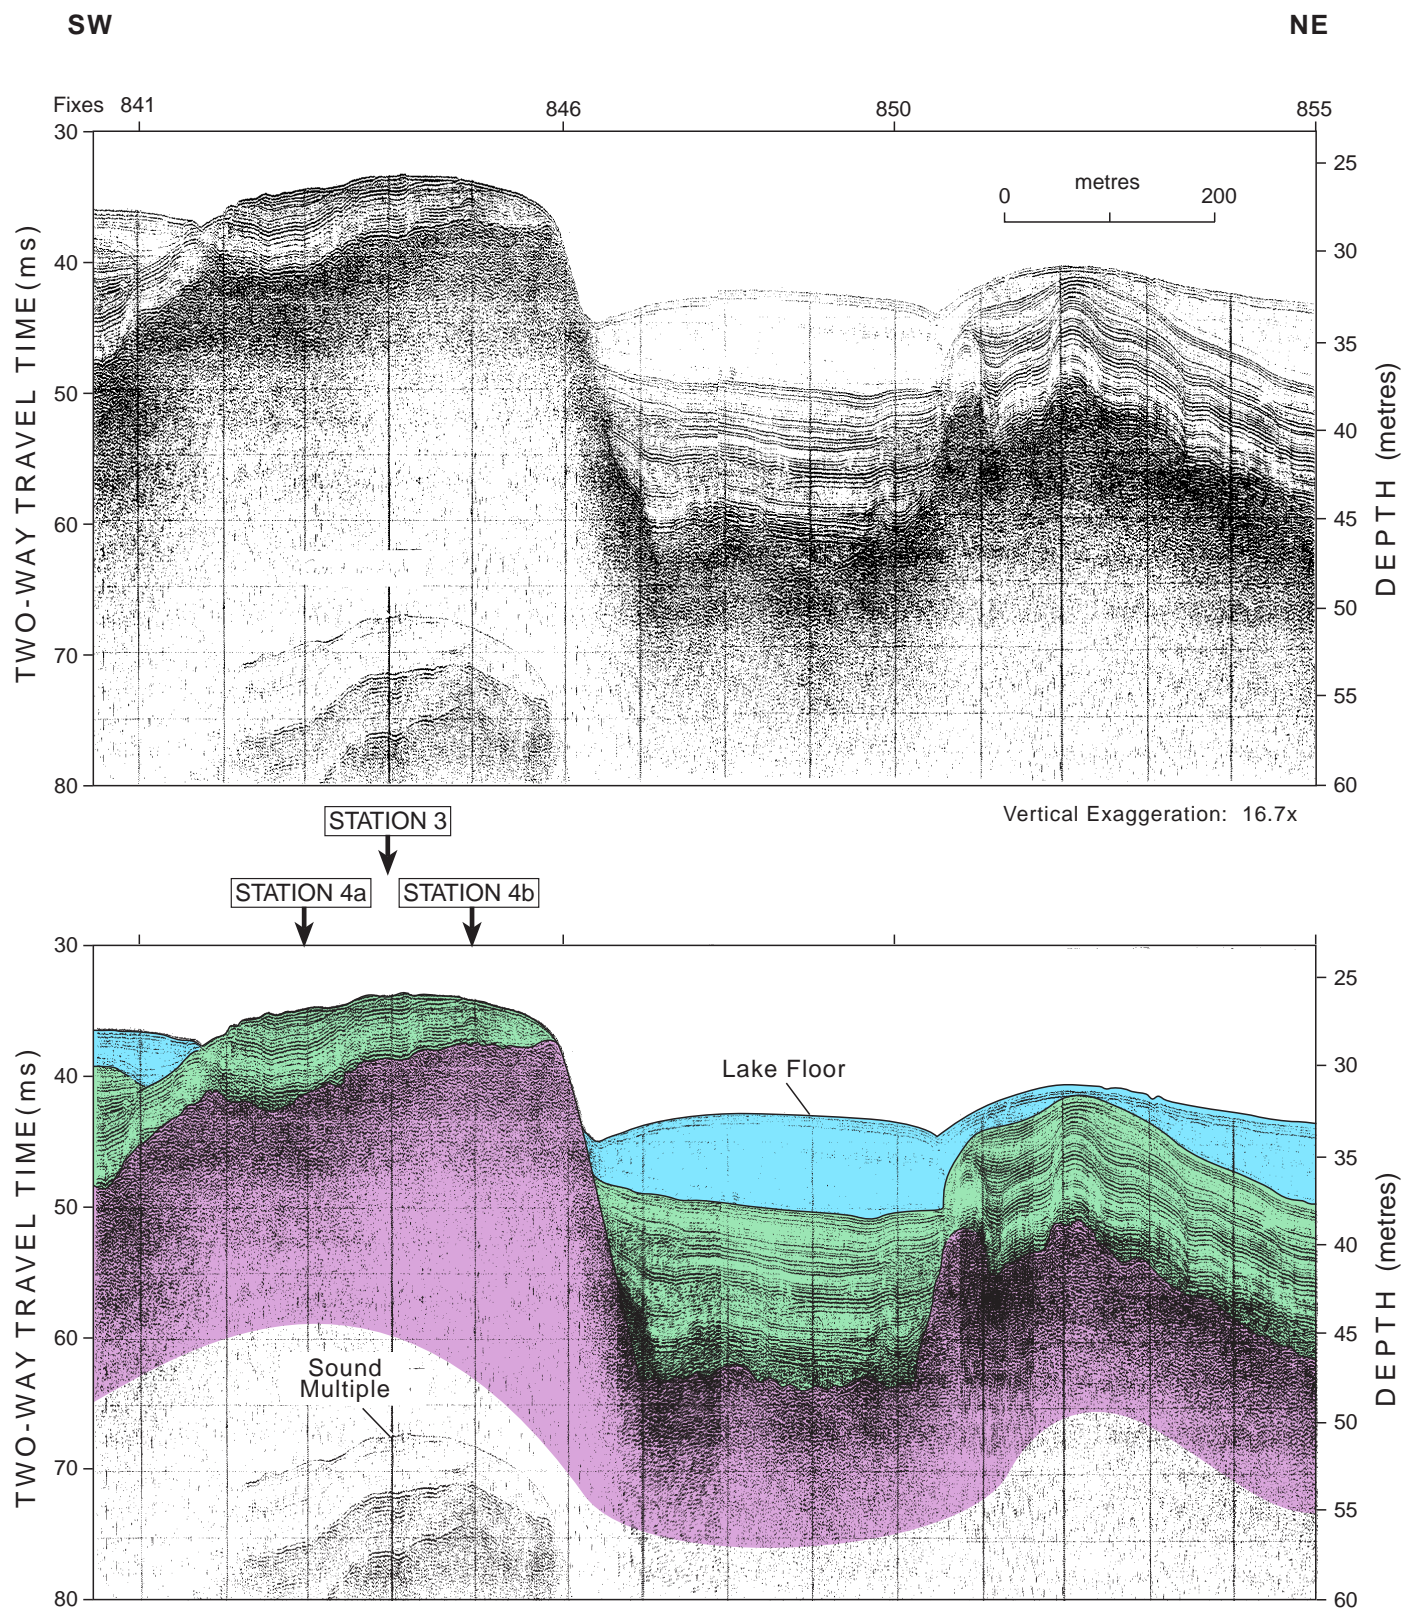 SW NE
Fixes 841 846 850 855
30
25
metres
0 200
30
40
35
50
40
60
45
50
70
55
80
60
TWO-WAY TRAVEL TIME (ms)
DEPTH (metres)
Vertical Exaggeration: 16.7x
STATION 3
STATION 4a STATION 4b
30
25
Lake Floor
30
40
35
50
40
60
45
Sound
Multiple
50
70
55
80
60
TWO-WAY TRAVEL TIME (ms)
DEPTH (metres)